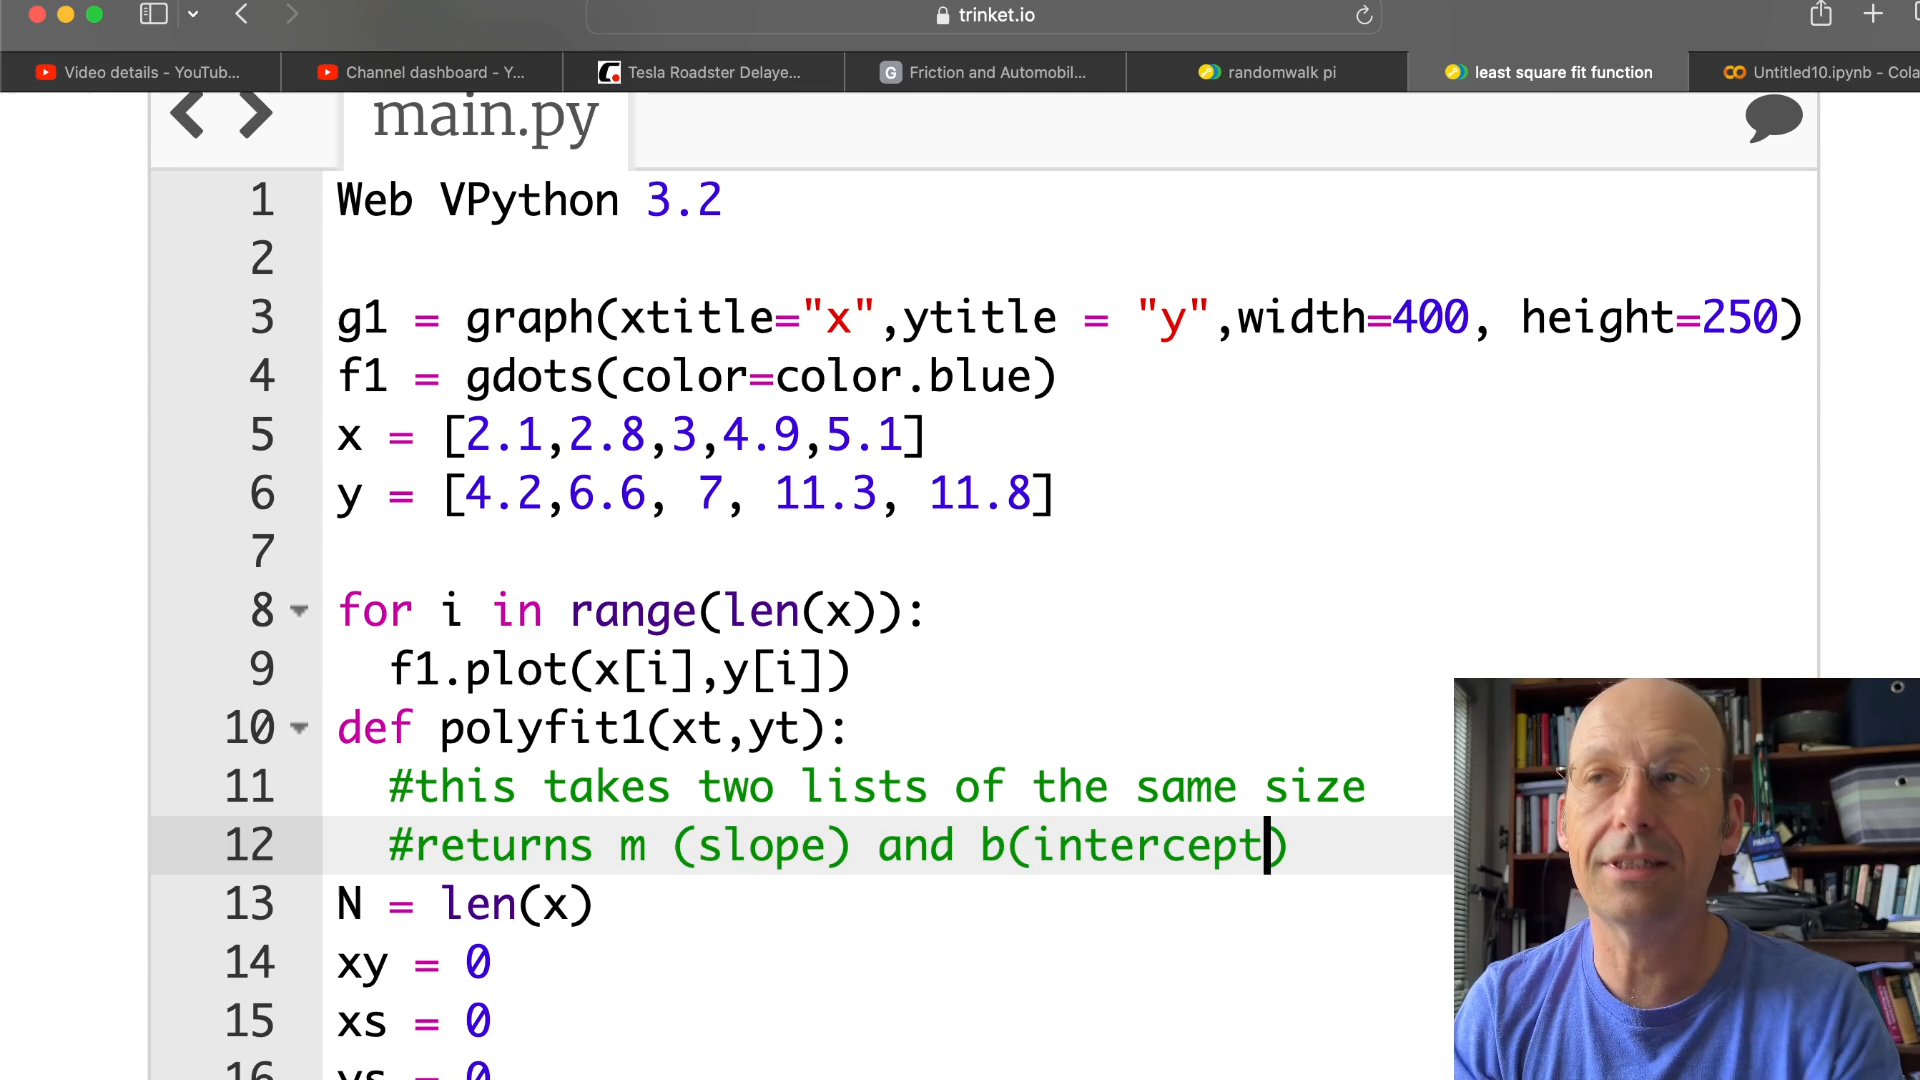 trinket.io
Video details - YouTub...
Channel dashboard - Y...
Tesla Roadster Delaye...
G Friction and Automobil...
randomwalk pi
least square fit function
Untitled10.ipynb - Cola
main.py
1 Web VPython 3.2
2
3 g1 = graph(xtitle="x",ytitle = "y",width=400, height=250)
4 f1 = gdots(color=color.blue)
5 x = [2.1,2.8,3,4.9,5.1]
6 y = [4.2,6.6, 7, 11.3, 11.8]
7
8 for i in range(len(x)):
9 f1.plot(x[i],y[i])
10 def polyfit1(xt,yt):
11 #this takes two lists of the same size
12 #returns m (slope) and b(intercept)
13 N = len(x)
14 xy = 0
15 xs = 0
16 ys = 0